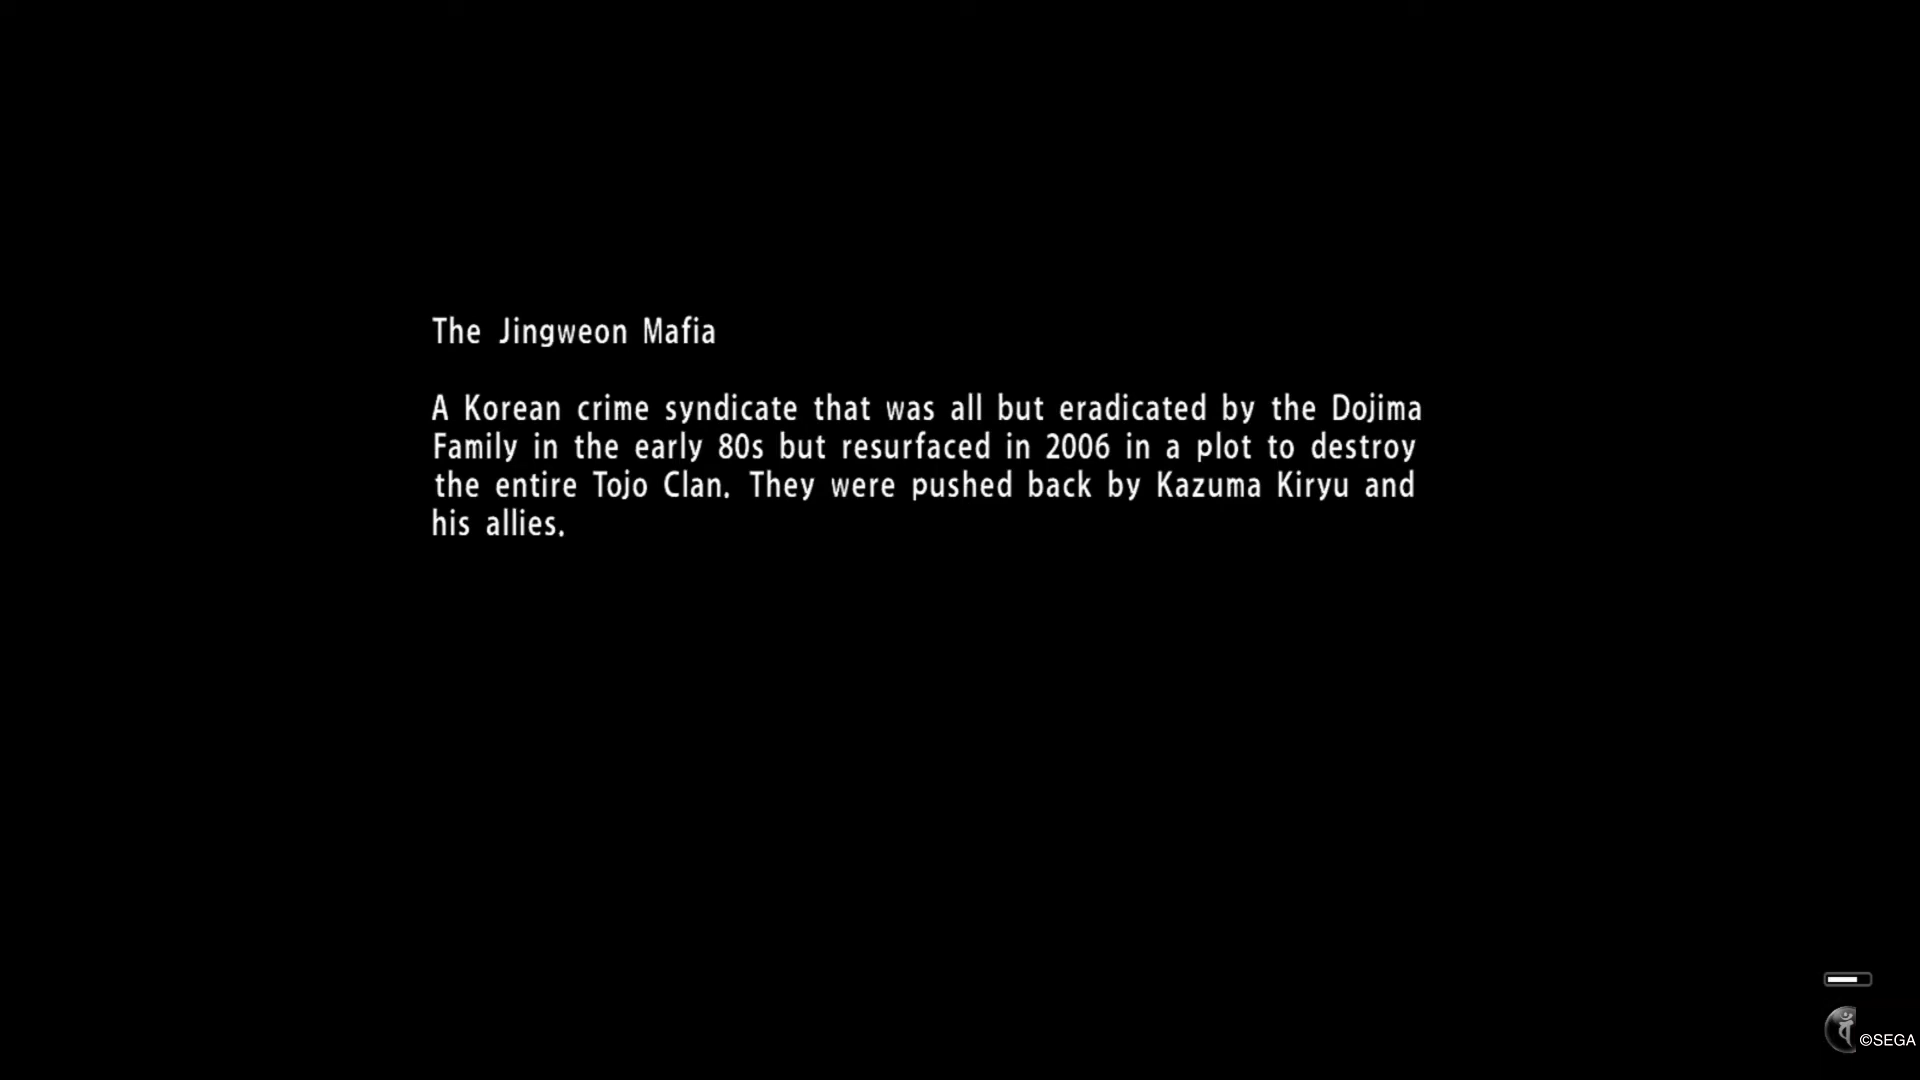 The Jingweon Mafia
A Korean crime syndicate that was all but eradicated by the Dojima
Family in the early 80s but resurfaced in 2006 in a plot to destroy
the entire Tojo Clan. They were pushed back by Kazuma Kiryu and
his allies.
©SEGA